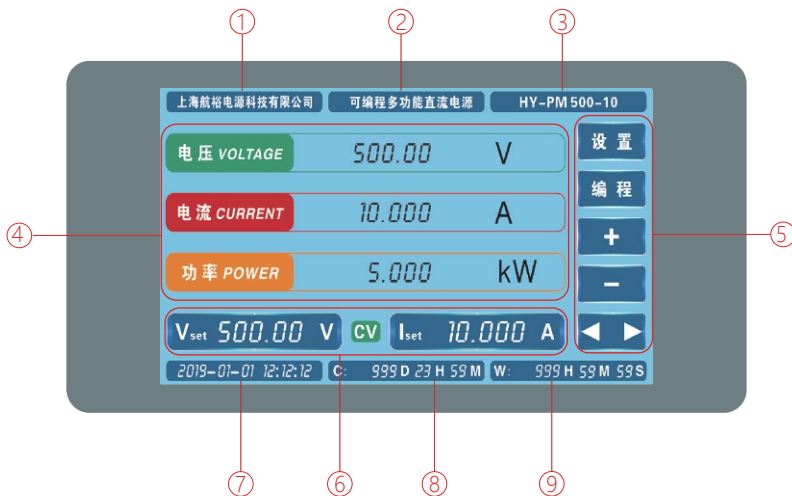 ① ② ③
上海航裕电源科技有限公司 可编程多功能直流电源 HY-PM 500-10
电压 VOLTAGE 500.00 V 设置
编程
④ 电流 CURRENT 10.000 A + ⑤
功率 POWER 5.000 kW −
Vset 500.00 V CV Iset 10.000 A ◀ ▶
2019-01-01 12:12:12 C: 999 D 23 H 59 M W: 999 H 59 M 59 S
⑦ ⑥ ⑧ ⑨